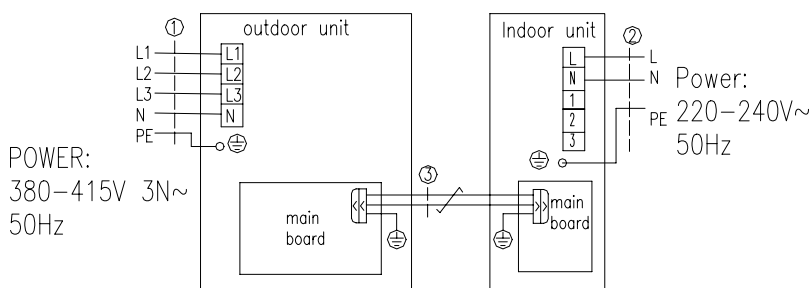 ① outdoor unit Indoor unit ②
L1 L1 L L
L2 L2 N N
L3 L3 1
N N 2 PE
PE 3
Power:
220-240V~
50Hz
POWER:
380-415V 3N~
50Hz
③
main
board
main
board